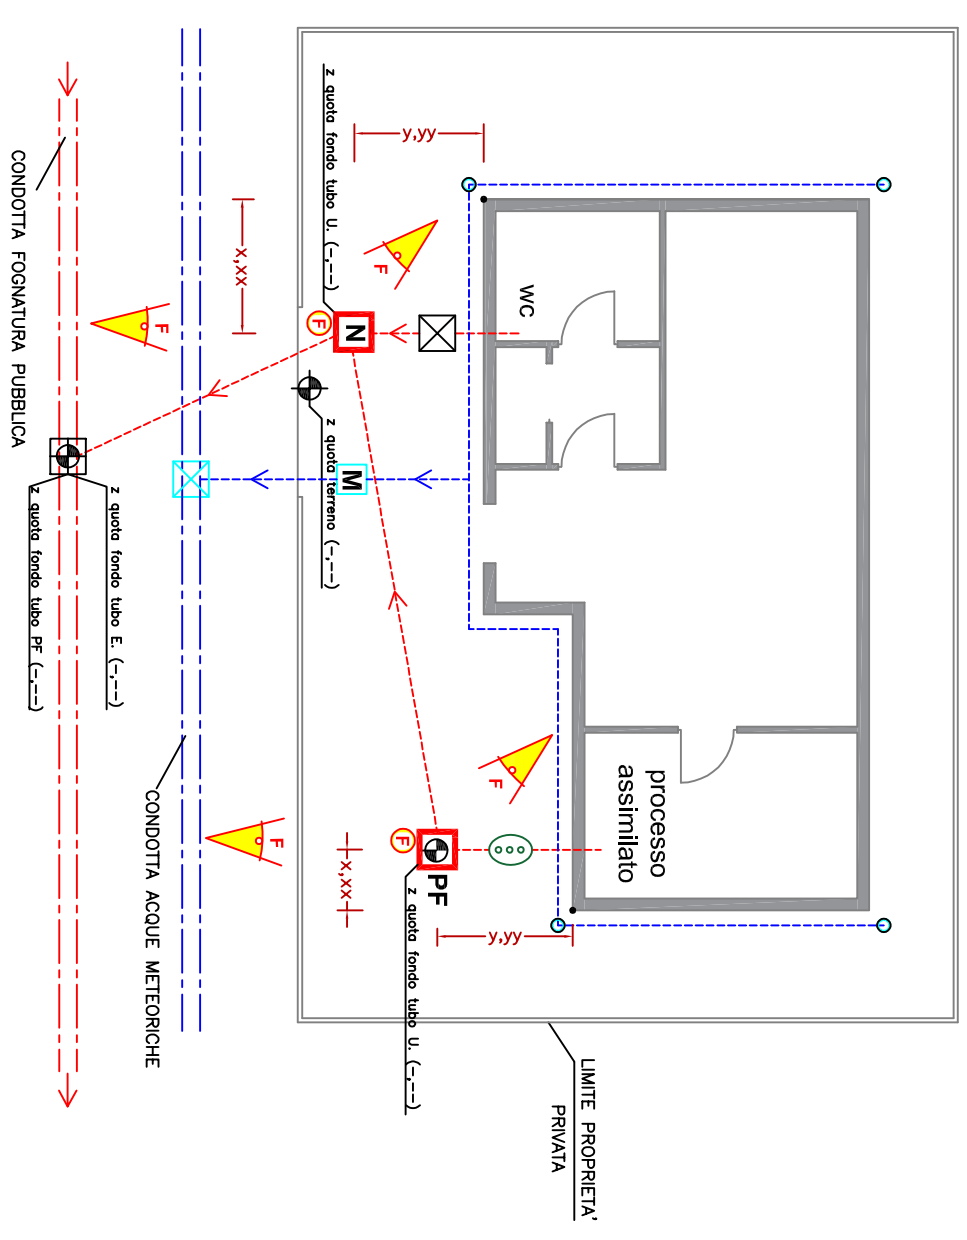 LIMITE PROPRIETA'
PRIVATA
processo
assimilato
wc
y,yy
x,xx
y,yy
x,xx
F
F
F
F
F
F
N
M
PF
z quota fondo tubo U. (-,--)
z quota terreno (-,--)
z quota fondo tubo U. (-,--)
CONDOTTA ACQUE METEORICHE
z quota fondo tubo E. (-,--)
z quota fondo tubo PF (-,--)
CONDOTTA FOGNATURA PUBBLICA